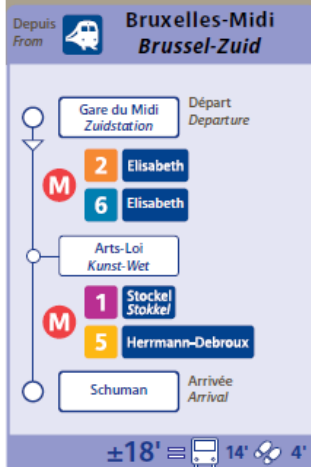 Depuis
From
Bruxelles-Midi
Brussel-Zuid
Gare du Midi
Zuidstation
Départ
Departure
M
2 Elisabeth
6 Elisabeth
Arts-Loi
Kunst-Wet
M
1 Stockel
Stokkel
5 Herrmann-Debroux
Schuman
Arrivée
Arrival
±18' = 14' 4'